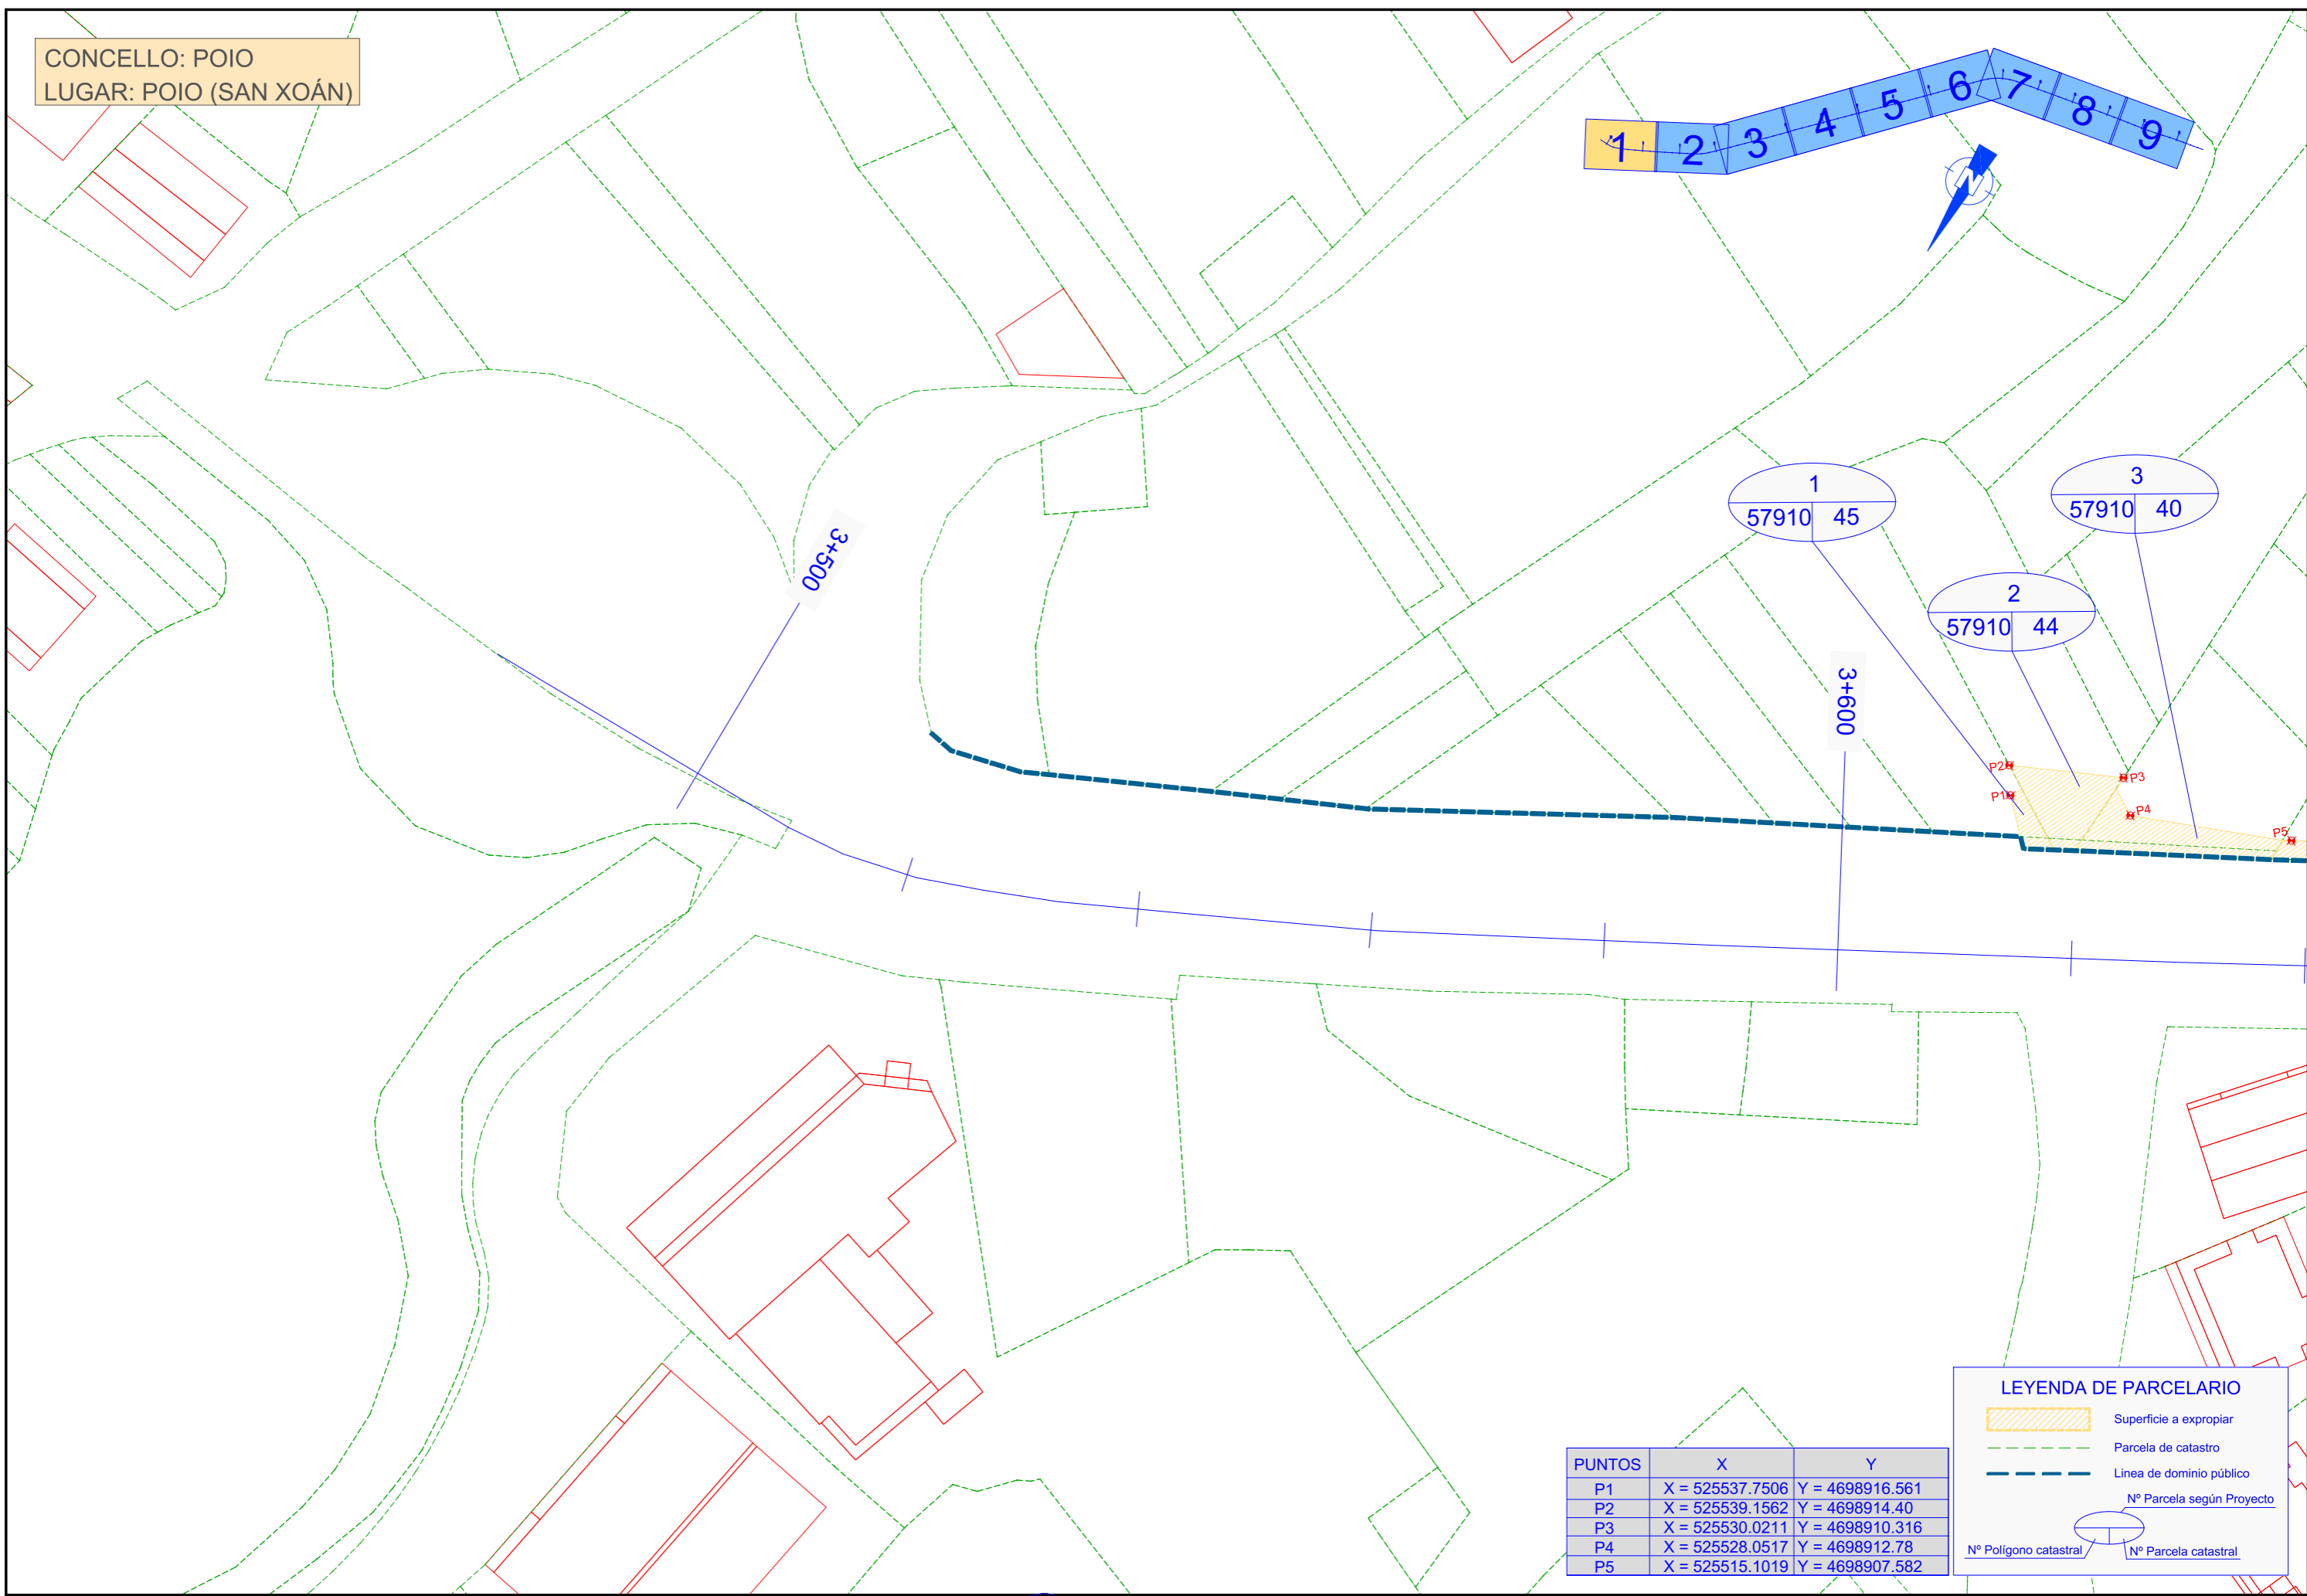 CONCELLO: POIO
LUGAR: POIO (SAN XOÁN)
1 2 3 4 5 6 7 8 9
N
3+500
1
57910 45
3
57910 40
2
57910 44
3+600
P2
P1
P3
P4
P5
LEYENDA DE PARCELARIO
Superficie a expropiar
Parcela de catastro
Linea de dominio público
Nº Parcela según Proyecto
Nº Polígono catastral
Nº Parcela catastral
PUNTOS X Y
P1 X = 525537.7506 Y = 4698916.561
P2 X = 525539.1562 Y = 4698914.40
P3 X = 525530.0211 Y = 4698910.316
P4 X = 525528.0517 Y = 4698912.78
P5 X = 525515.1019 Y = 4698907.582